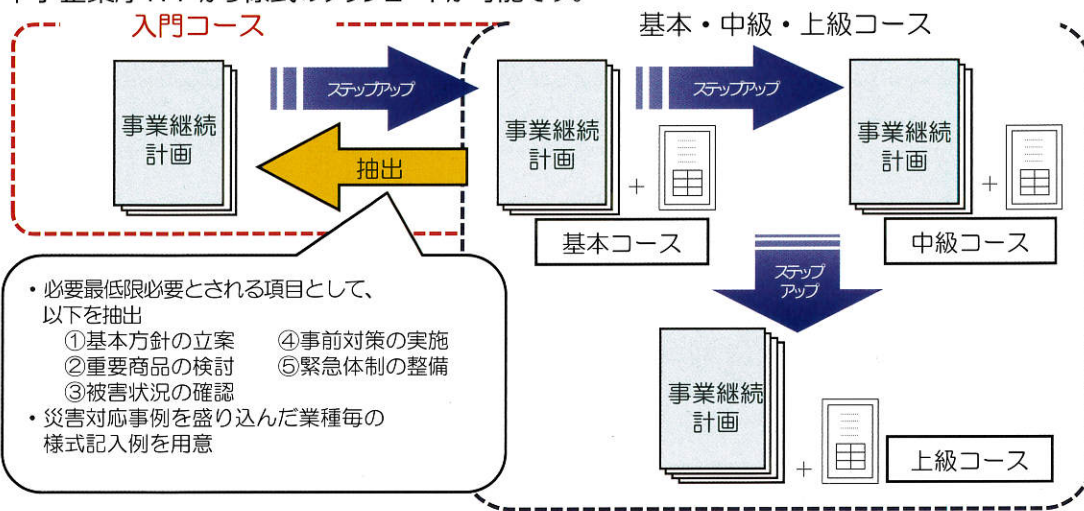 入門コース
基本・中級・上級コース
事業継続
計画
ステップアップ
抽出
事業継続
計画
+
基本コース
ステップアップ
事業継続
計画
+
中級コース
ステップ
アップ
事業継続
計画
+
上級コース
・必要最低限必要とされる項目として、
以下を抽出
①基本方針の立案 ④事前対策の実施
②重要商品の検討 ⑤緊急体制の整備
③被害状況の確認
・災害対応事例を盛り込んだ業種毎の
様式記入例を用意